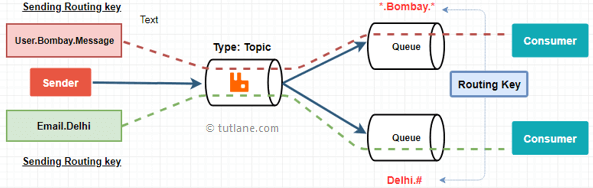 Sending Routing key
Text
*.Bombay.*
User.Bombay.Message
Type: Topic
Queue
Consumer
Sender
Routing Key
Email.Delhi
© tutlane.com
Queue
Consumer
Sending Routing key
Delhi.#